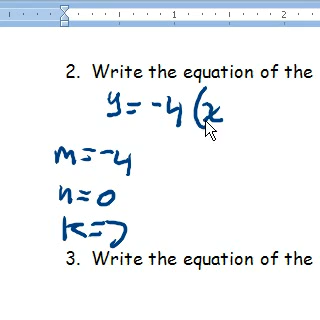 1 2
2. Write the equation of the
y = -4 (x
m = -4
n = 0
k = 7
3. Write the equation of the